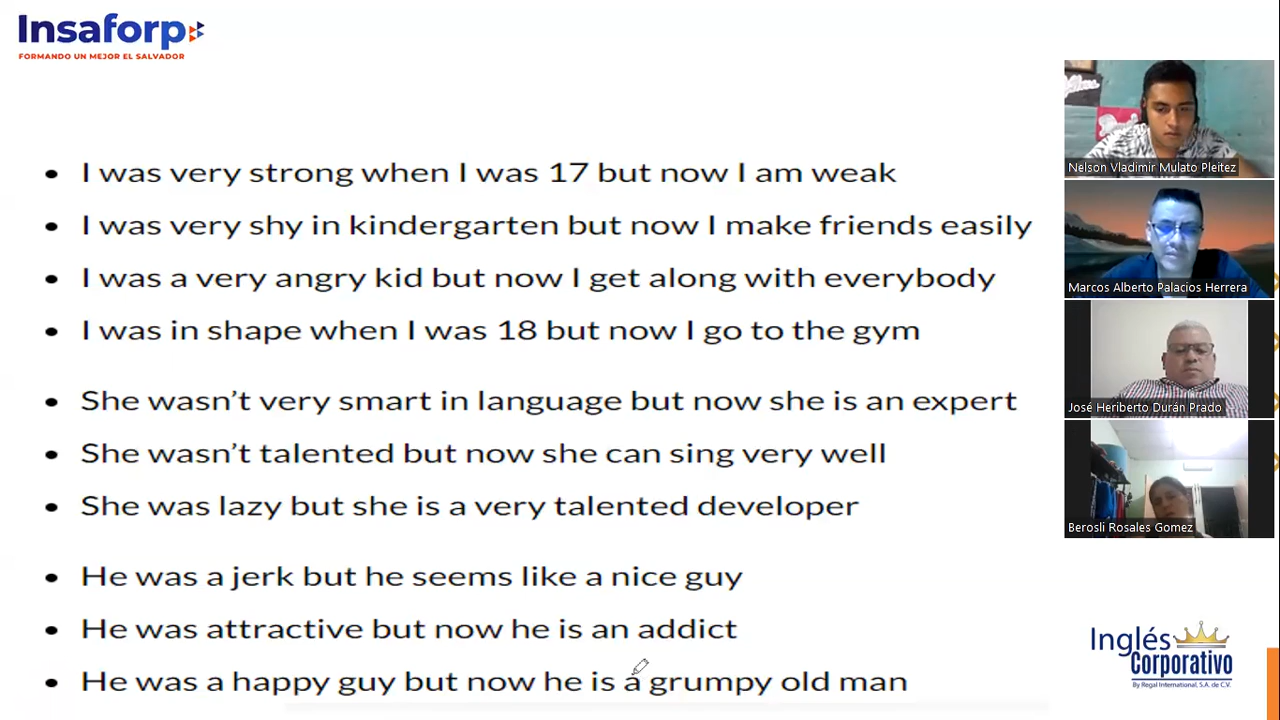 Insaforp
FORMANDO UN MEJOR EL SALVADOR
• I was very strong when I was 17 but now I am weak
• I was very shy in kindergarten but now I make friends easily
• I was a very angry kid but now I get along with everybody
• I was in shape when I was 18 but now I go to the gym
• She wasn't very smart in language but now she is an expert
• She wasn't talented but now she can sing very well
• She was lazy but she is a very talented developer
• He was a jerk but he seems like a nice guy
• He was attractive but now he is an addict
• He was a happy guy but now he is a grumpy old man
Nelson Vladimir Mulato Pleitez
Marcos Alberto Palacios Herrera
José Heriberto Durán Prado
Berosli Rosales Gomez
Inglés
Corporativo
By Regal International, S.A. de C.V.